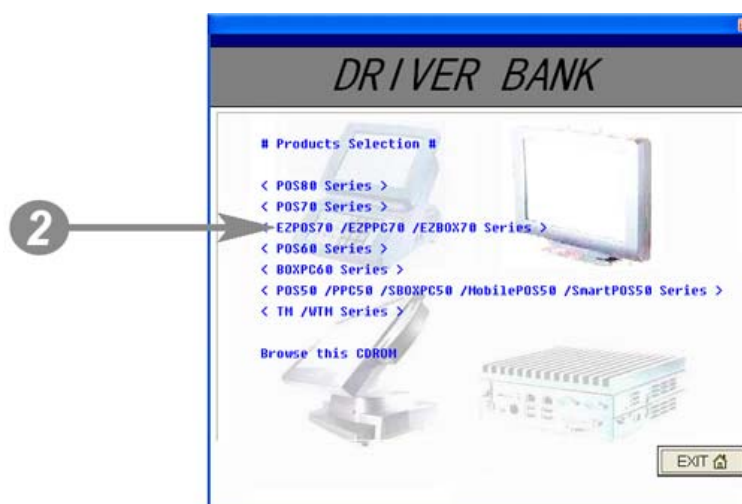 DRIVER BANK
# Products Selection #
< POS80 Series >
< POS70 Series >
2
< EZPOS70 /EZPPC70 /EZBOX70 Series >
< POS60 Series >
< BOXPC60 Series >
< POS50 /PPC50 /SBOXPC50 /MobilePOS50 /SmartPOS50 Series >
< TM /WTM Series >
Browse this CDROM
EXIT